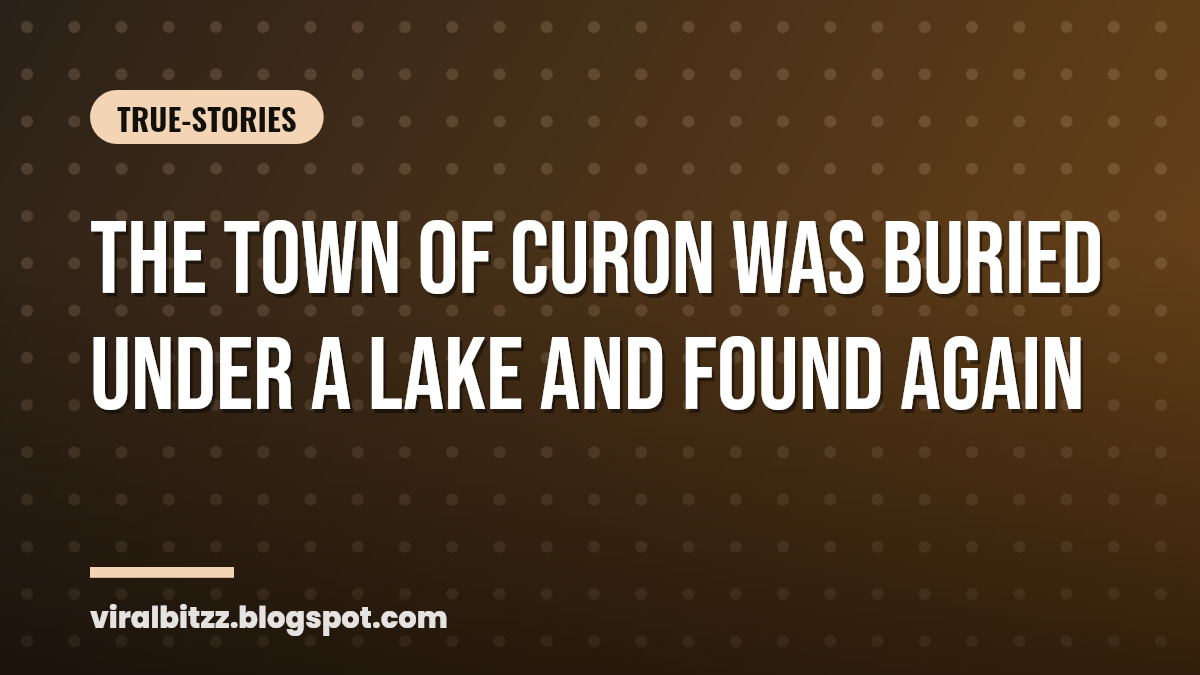 TRUE-STORIES
THE TOWN OF CURON WAS BURIED
UNDER A LAKE AND FOUND AGAIN
viralbitzz.blogspot.com